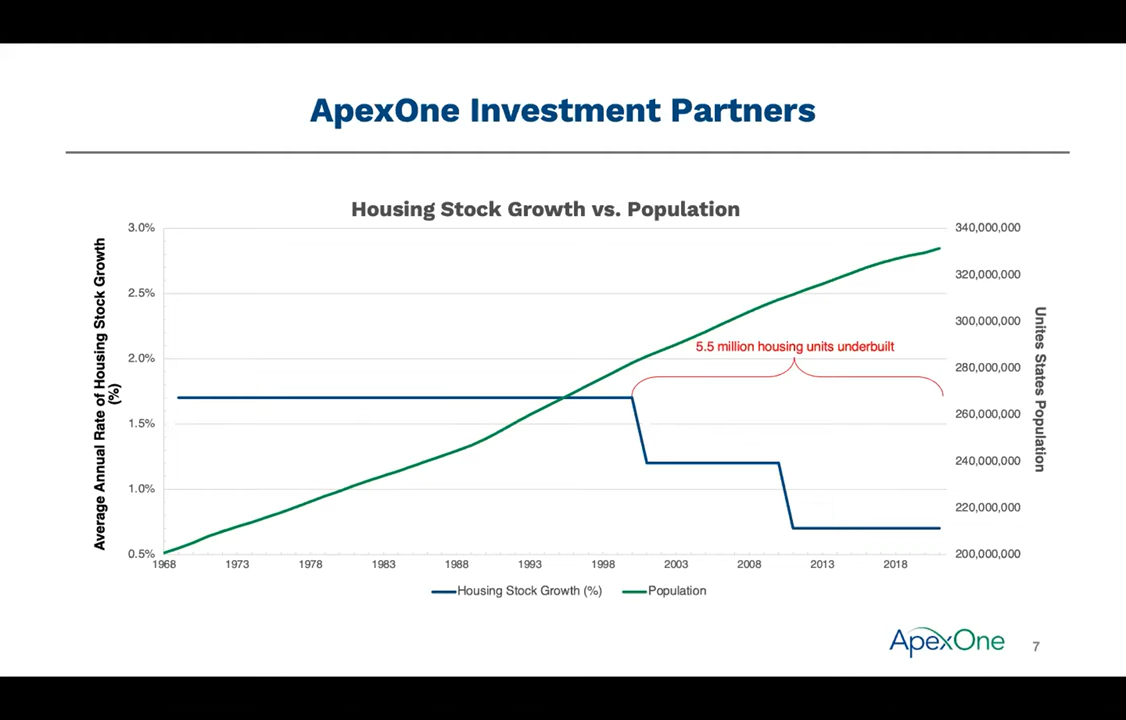 ApexOne Investment Partners
Housing Stock Growth vs. Population
Average Annual Rate of Housing Stock Growth
(%)
3.0%
2.5%
2.0%
1.5%
1.0%
0.5%
5.5 million housing units underbuilt
340,000,000
320,000,000
300,000,000
280,000,000
260,000,000
240,000,000
220,000,000
200,000,000
Unites States Population
1968 1973 1978 1983 1988 1993 1998 2003 2008 2013 2018
Housing Stock Growth (%) Population
ApexOne 7